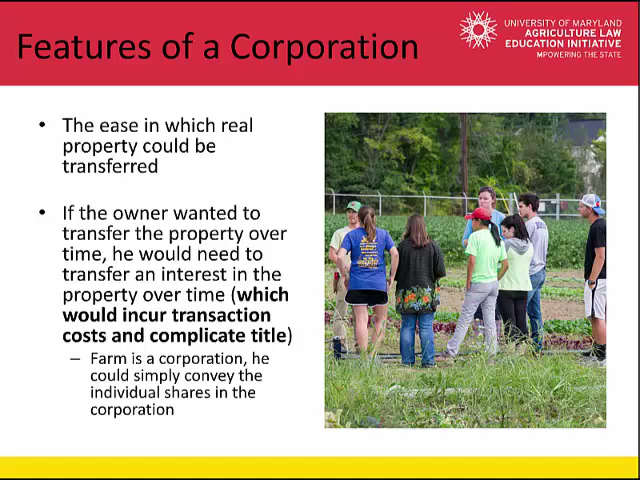 Features of a Corporation
UNIVERSITY OF MARYLAND
AGRICULTURE LAW
EDUCATION INITIATIVE
MPOWERING THE STATE
• The ease in which real
property could be
transferred
• If the owner wanted to
transfer the property over
time, he would need to
transfer an interest in the
property over time (which
would incur transaction
costs and complicate title)
– Farm is a corporation, he
could simply convey the
individual shares in the
corporation